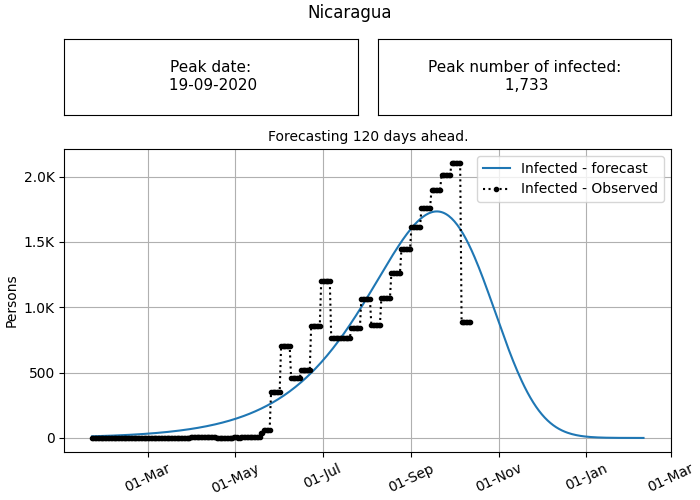 Nicaragua
Peak date:
19-09-2020
Peak number of infected:
1,733
Forecasting 120 days ahead.
Infected - forecast
Infected - Observed
Persons
2.0K
1.5K
1.0K
500
0
01-Mar
01-May
01-Jul
01-Sep
01-Nov
01-Jan
01-Mar